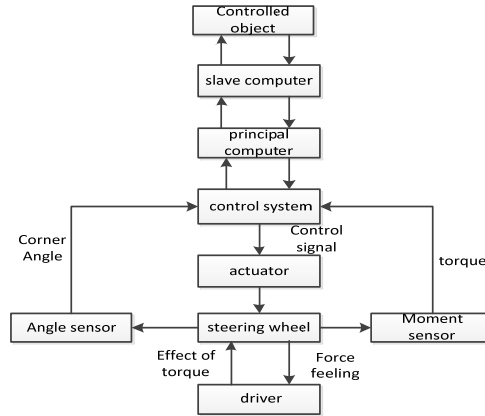 Controlled
object
slave computer
principal
computer
control system
Control
signal
Corner
Angle
torque
actuator
Angle sensor
steering wheel
Moment
sensor
Effect of
torque
Force
feeling
driver